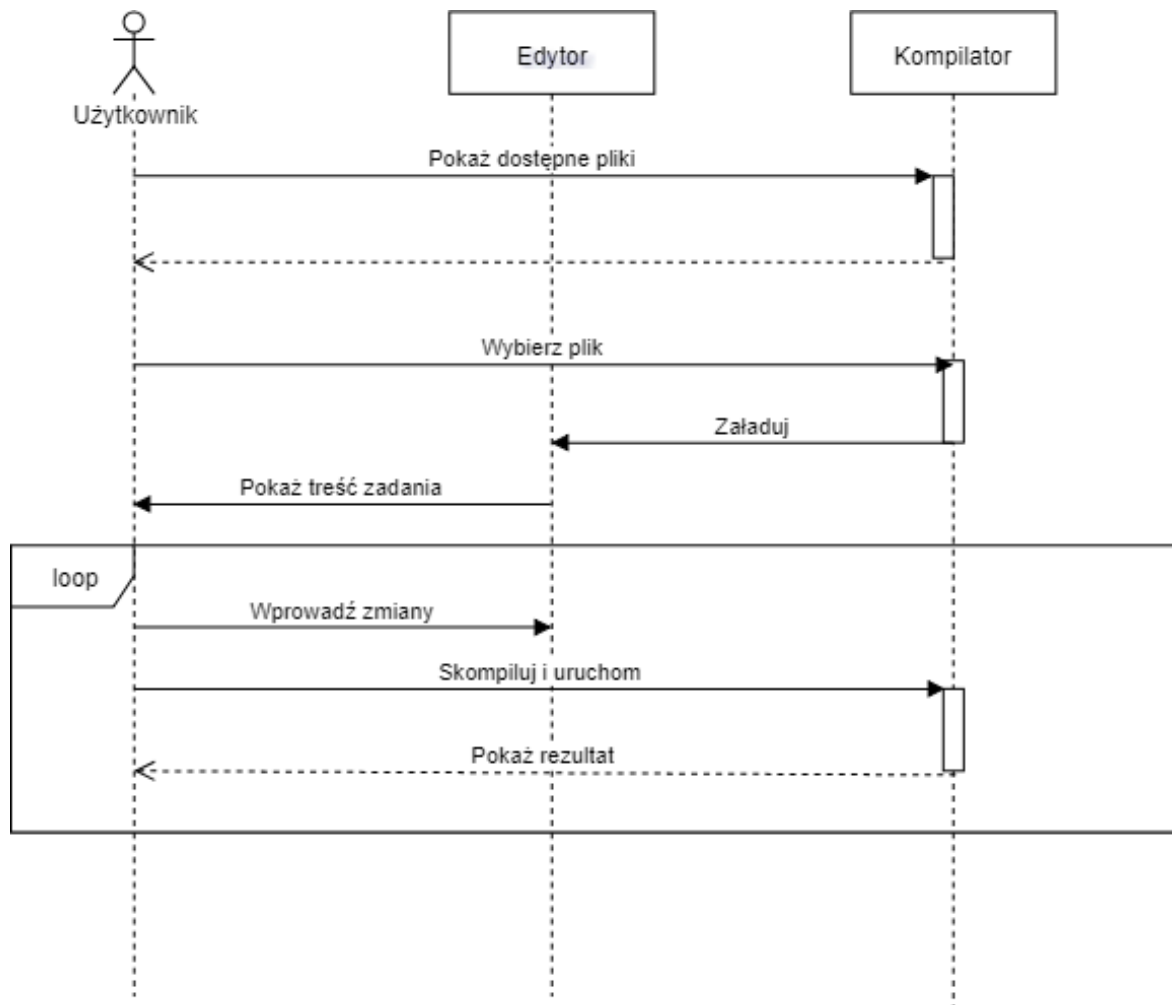 Użytkownik
Edytor
Kompilator
Pokaż dostępne pliki
Wybierz plik
Załaduj
Pokaż treść zadania
loop
Wprowadź zmiany
Skompiluj i uruchom
Pokaż rezultat